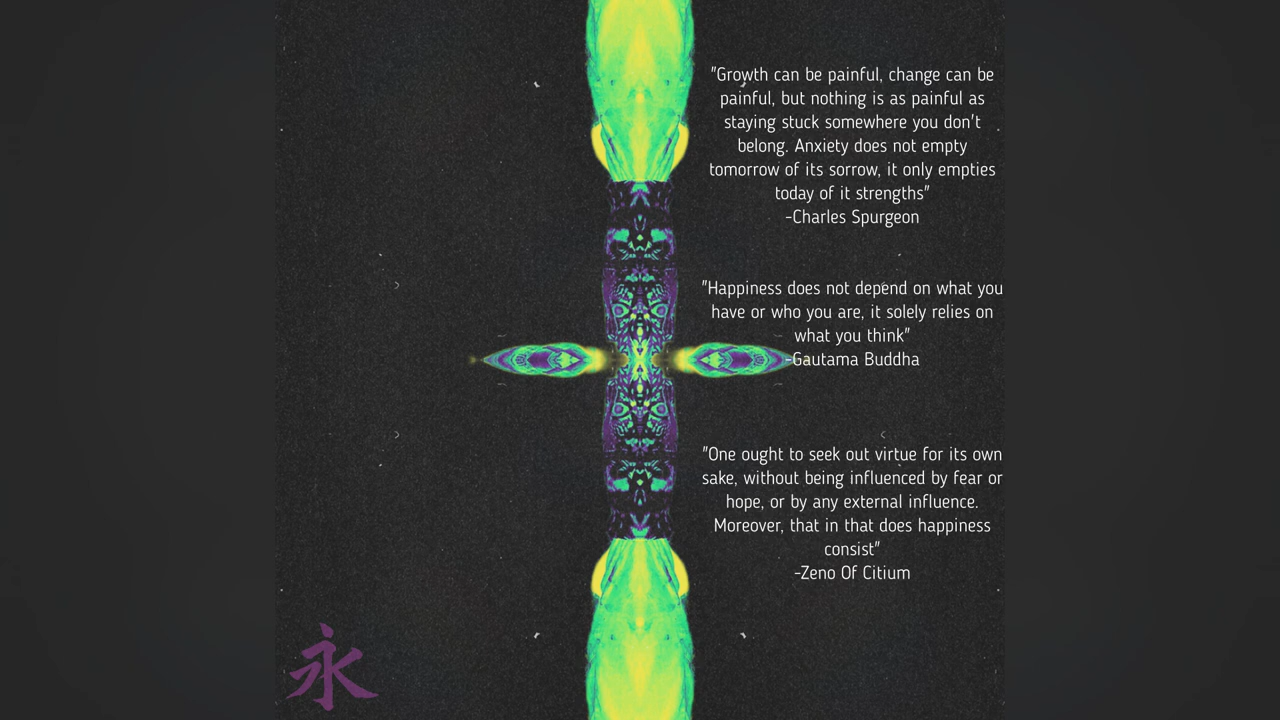 "Growth can be painful, change can be
painful, but nothing is as painful as
staying stuck somewhere you don't
belong. Anxiety does not empty
tomorrow of its sorrow, it only empties
today of it strengths"
-Charles Spurgeon
"Happiness does not depend on what you
have or who you are, it solely relies on
what you think"
-Gautama Buddha
"One ought to seek out virtue for its own
sake, without being influenced by fear or
hope, or by any external influence.
Moreover, that in that does happiness
consist"
-Zeno Of Citium
永